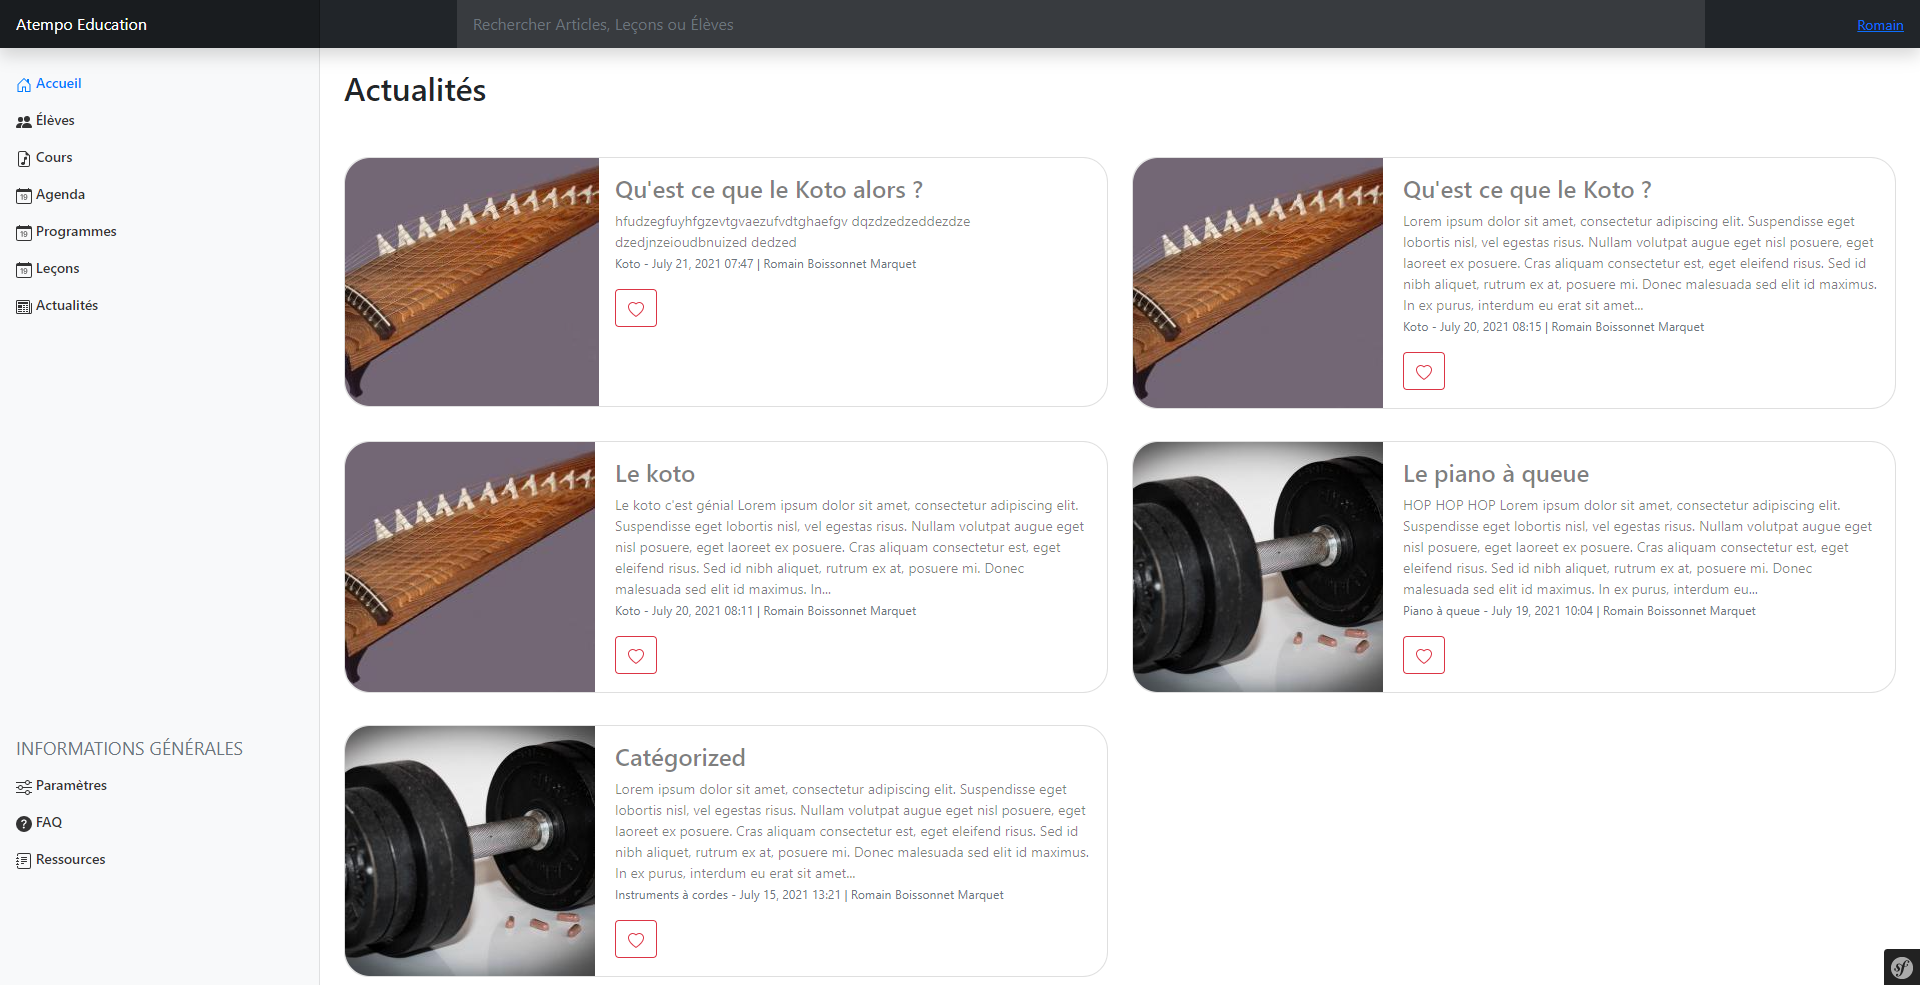 Atempo Education
Rechercher Articles, Leçons ou Élèves
Romain
Accueil
Élèves
Cours
Agenda
Programmes
Leçons
Actualités
INFORMATIONS GÉNÉRALES
Paramètres
FAQ
Ressources
Actualités
Qu'est ce que le Koto alors ?
hfudzegfuyhfgzevtgvaezufvdtghaefgv dqzdzedzeddezdze
dzedjnzeioudbnuized dedzed
Koto - July 21, 2021 07:47 | Romain Boissonnet Marquet
Qu'est ce que le Koto ?
Lorem ipsum dolor sit amet, consectetur adipiscing elit. Suspendisse eget
lobortis nisl, vel egestas risus. Nullam volutpat augue eget nisl posuere, eget
laoreet ex posuere. Cras aliquam consectetur est, eget eleifend risus. Sed id
nibh aliquet, rutrum ex at, posuere mi. Donec malesuada sed elit id maximus.
In ex purus, interdum eu erat sit amet...
Koto - July 20, 2021 08:15 | Romain Boissonnet Marquet
Le koto
Le koto c'est génial Lorem ipsum dolor sit amet, consectetur adipiscing elit.
Suspendisse eget lobortis nisl, vel egestas risus. Nullam volutpat augue eget
nisl posuere, eget laoreet ex posuere. Cras aliquam consectetur est, eget
eleifend risus. Sed id nibh aliquet, rutrum ex at, posuere mi. Donec
malesuada sed elit id maximus. In...
Koto - July 20, 2021 08:11 | Romain Boissonnet Marquet
Le piano à queue
HOP HOP HOP Lorem ipsum dolor sit amet, consectetur adipiscing elit.
Suspendisse eget lobortis nisl, vel egestas risus. Nullam volutpat augue eget
nisl posuere, eget laoreet ex posuere. Cras aliquam consectetur est, eget
eleifend risus. Sed id nibh aliquet, rutrum ex at, posuere mi. Donec
malesuada sed elit id maximus. In ex purus, interdum eu...
Piano à queue - July 19, 2021 10:04 | Romain Boissonnet Marquet
Catégorized
Lorem ipsum dolor sit amet, consectetur adipiscing elit. Suspendisse eget
lobortis nisl, vel egestas risus. Nullam volutpat augue eget nisl posuere, eget
laoreet ex posuere. Cras aliquam consectetur est, eget eleifend risus. Sed id
nibh aliquet, rutrum ex at, posuere mi. Donec malesuada sed elit id maximus.
In ex purus, interdum eu erat sit amet...
Instruments à cordes - July 15, 2021 13:21 | Romain Boissonnet Marquet
sf